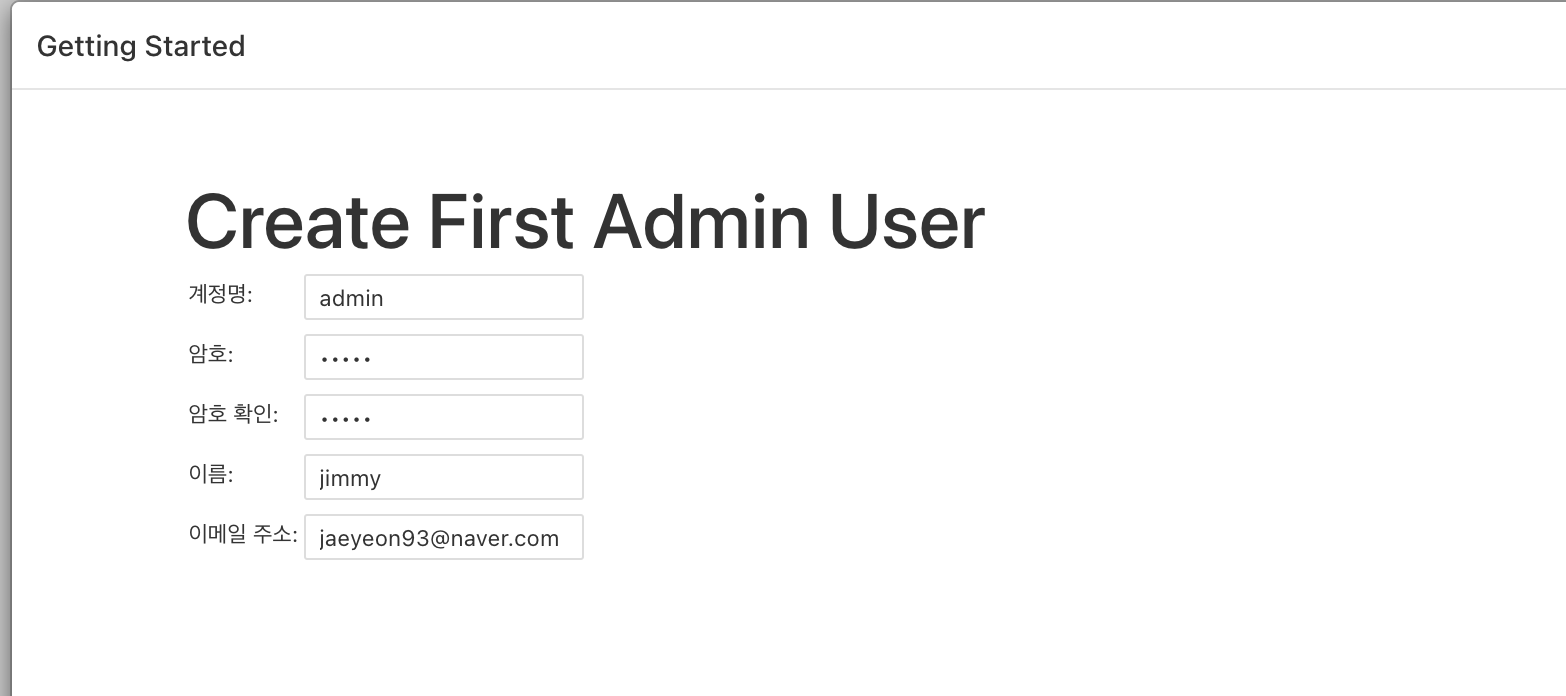 Getting Started
Create First Admin User
계정명: admin
암호: •••••
암호 확인: •••••
이름: jimmy
이메일 주소: jaeyeon93@naver.com